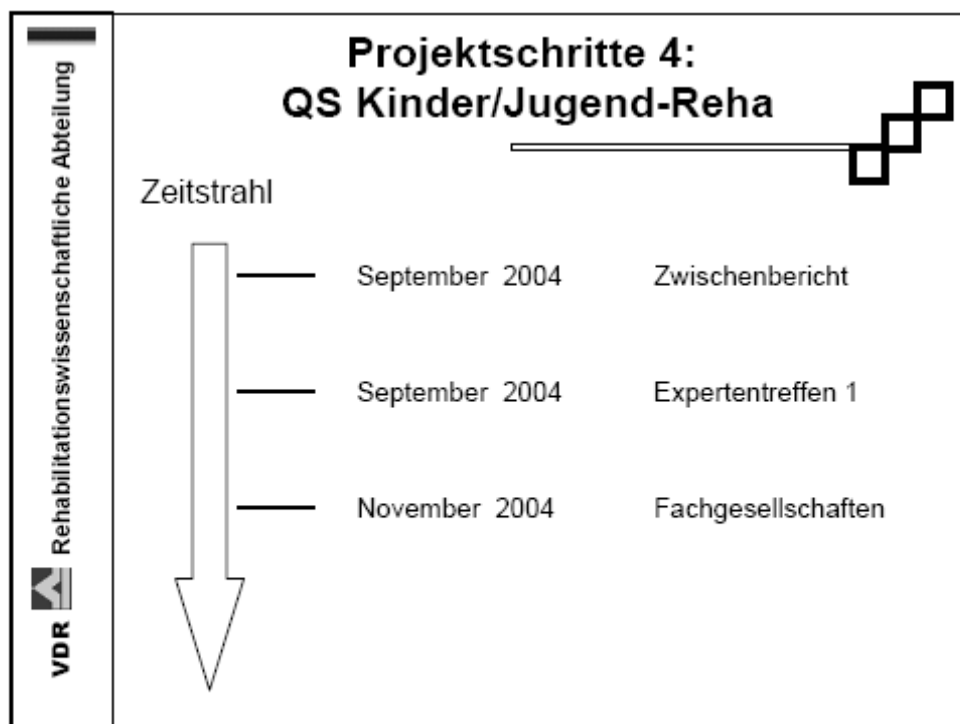 Projektschritte 4:
QS Kinder/Jugend-Reha
Zeitstrahl
September 2004 Zwischenbericht
September 2004 Expertentreffen 1
November 2004 Fachgesellschaften
VDR Rehabilitationswissenschaftliche Abteilung